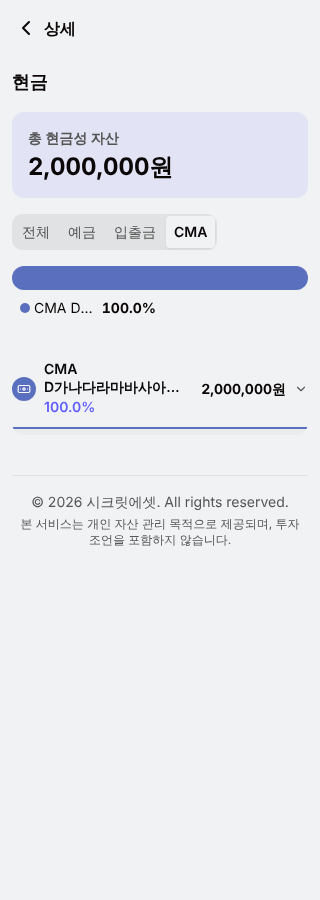 상세
현금
총 현금성 자산
2,000,000원
전체 예금 입출금 CMA
CMA D... 100.0%
CMA
D가나다라마바사아... 2,000,000원
100.0%
© 2026 시크릿에셋. All rights reserved.
본 서비스는 개인 자산 관리 목적으로 제공되며, 투자
조언을 포함하지 않습니다.